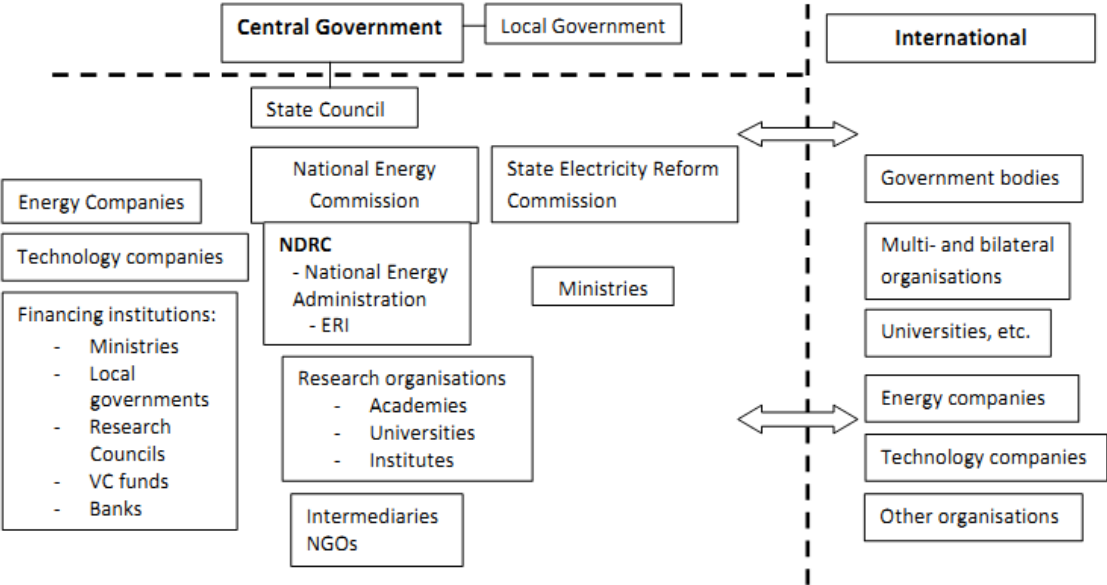 Central Government
Local Government
International
State Council
National Energy
Commission
State Electricity Reform
Commission
Energy Companies
Technology companies
NDRC
- National Energy
Administration
- ERI
Ministries
Financing institutions:
- Ministries
- Local
governments
- Research
Councils
- VC funds
- Banks
Research organisations
- Academies
- Universities
- Institutes
Intermediaries
NGOs
Government bodies
Multi- and bilateral
organisations
Universities, etc.
Energy companies
Technology companies
Other organisations